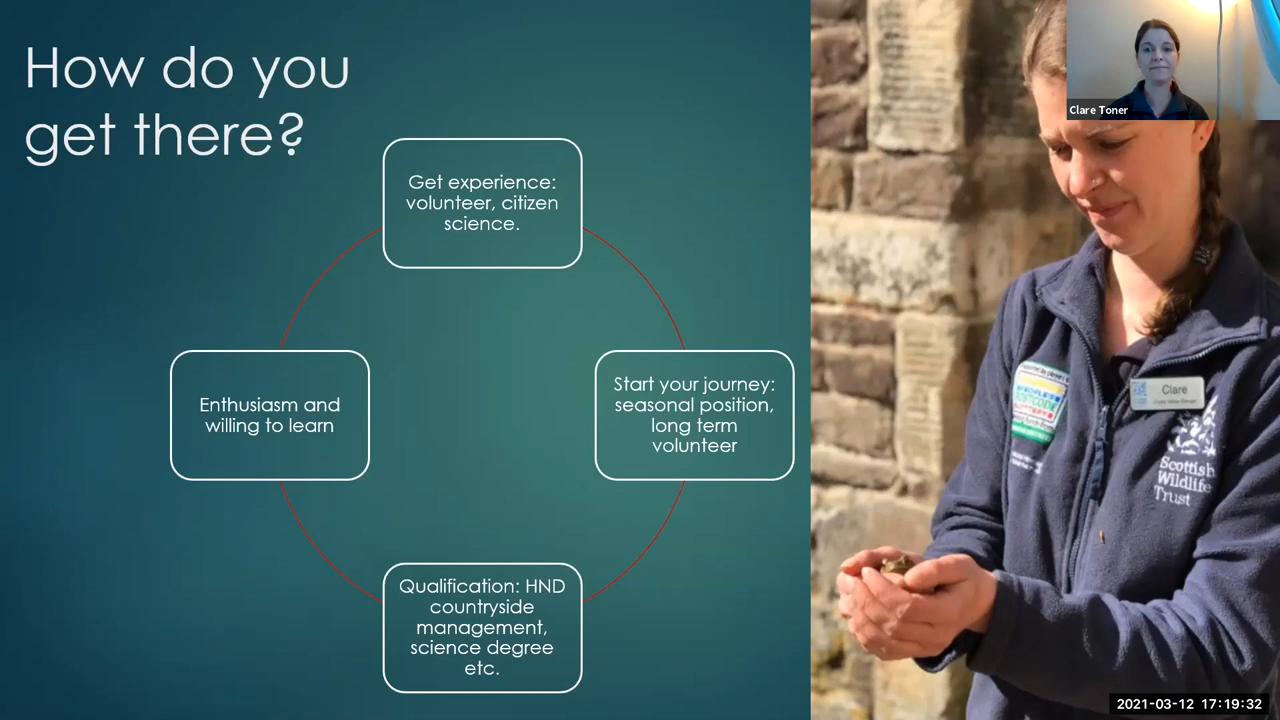 How do you
get there?
Get experience:
volunteer, citizen
science.
Enthusiasm and
willing to learn
Start your journey:
seasonal position,
long term
volunteer
Qualification: HND
countryside
management,
science degree
etc.
Clare Toner
POSTCODE
LOTTERY
Clare
Scottish
Wildlife
Trust
2021-03-12 17:19:32